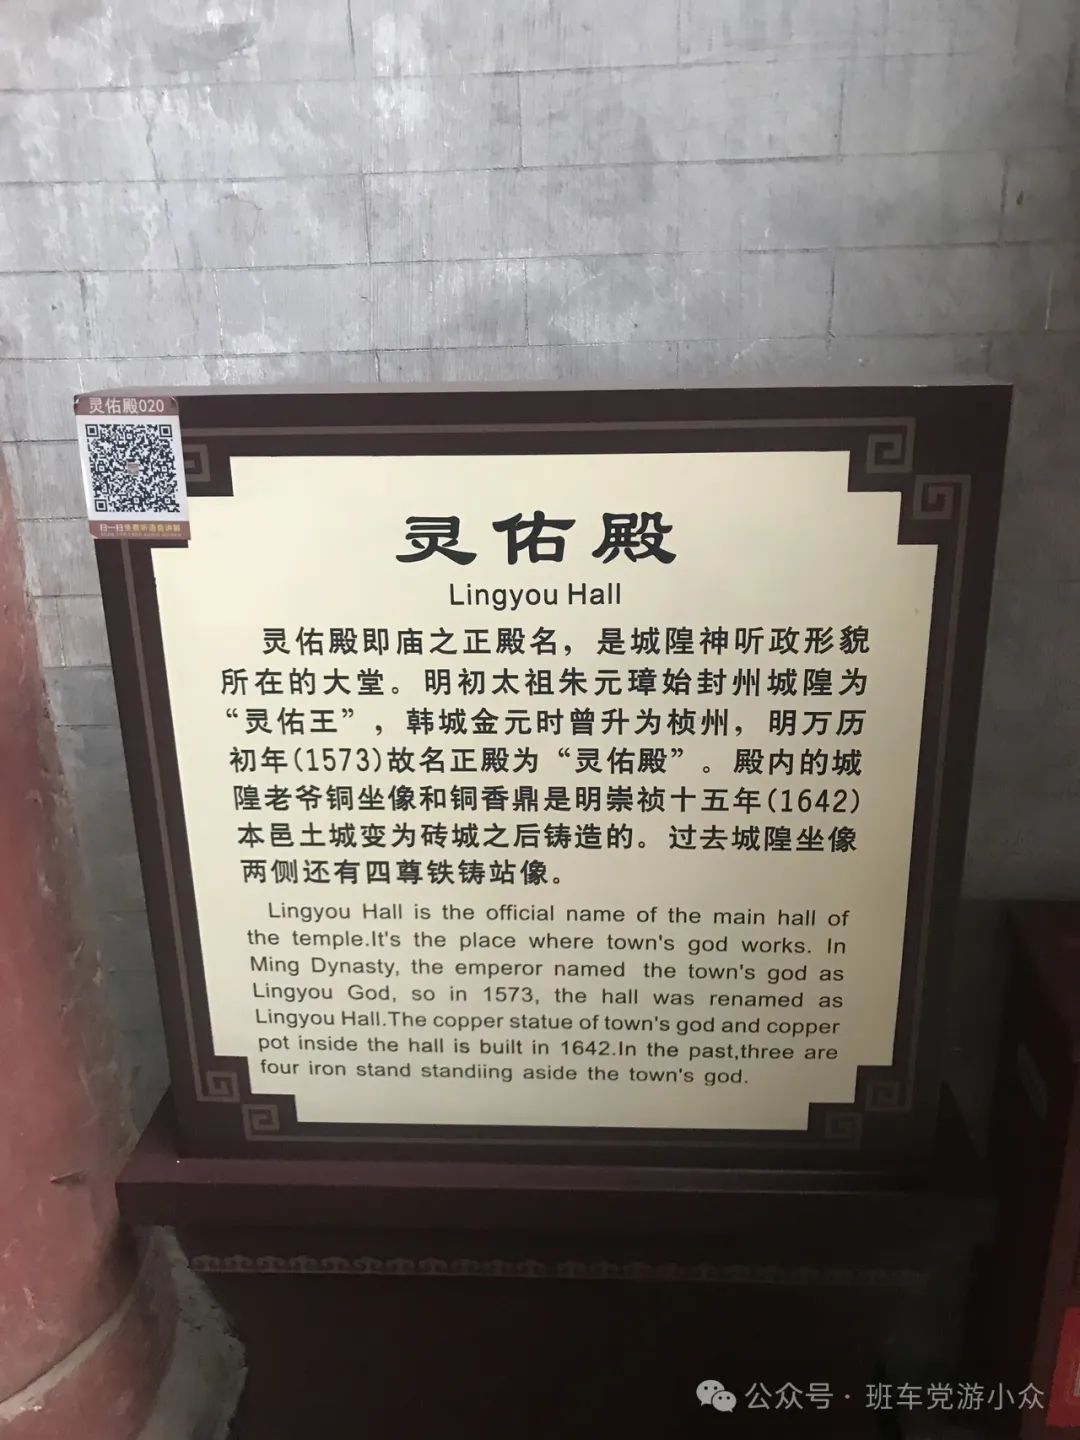 灵佑殿020
扫一扫免费听语音讲解
灵佑殿
Lingyou Hall
灵佑殿即庙之正殿名，是城隍神听政形貌
所在的大堂。明初太祖朱元璋始封州城隍为
“灵佑王”，韩城金元时曾升为桢州，明万历
初年(1573)故名正殿为“灵佑殿”。殿内的城
隍老爷铜坐像和铜香鼎是明崇祯十五年(1642)
本邑土城变为砖城之后铸造的。过去城隍坐像
两侧还有四尊铁铸站像。
Lingyou Hall is the official name of the main hall of
the temple.It's the place where town's god works. In
Ming Dynasty, the emperor named the town's god as
Lingyou God, so in 1573, the hall was renamed as
Lingyou Hall.The copper statue of town's god and copper
pot inside the hall is built in 1642.In the past,three are
four iron stand standiing aside the town's god.
公众号·班车党游小众